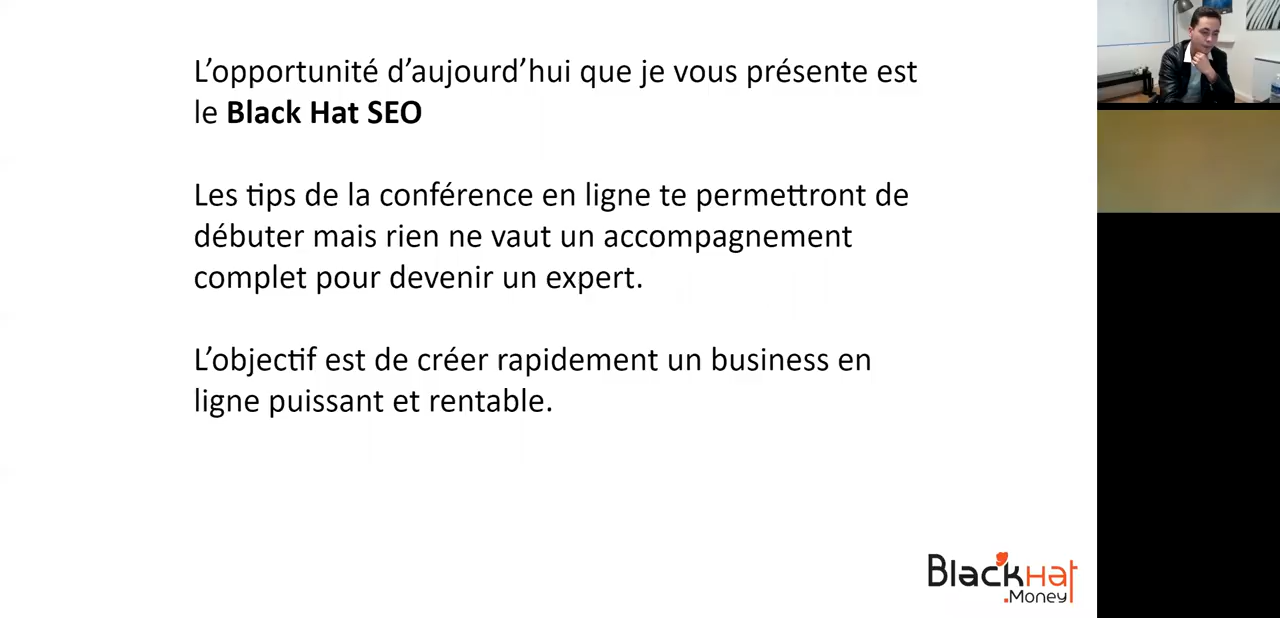 L’opportunité d’aujourd’hui que je vous présente est
le Black Hat SEO
Les tips de la conférence en ligne te permettront de
débuter mais rien ne vaut un accompagnement
complet pour devenir un expert.
L’objectif est de créer rapidement un business en
ligne puissant et rentable.
BlackHat
.Money